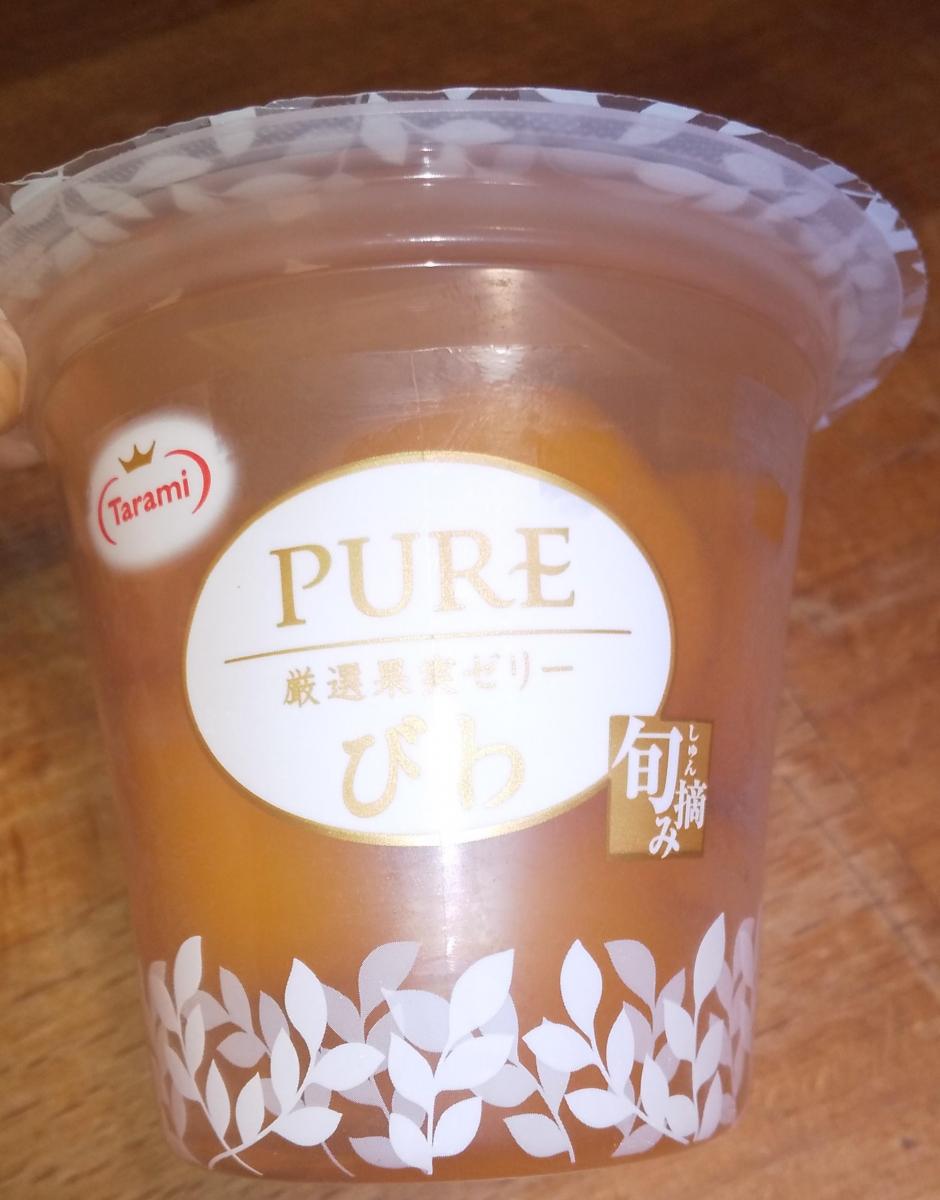 Tarami
PURE
厳選果実ゼリー
びわ
しゅん
旬摘み